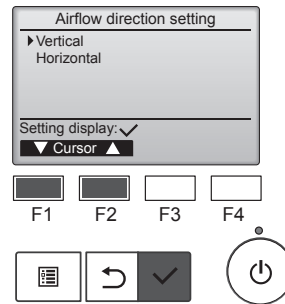 Airflow direction setting
Vertical
Horizontal
Setting display:
Cursor
F1 F2 F3 F4